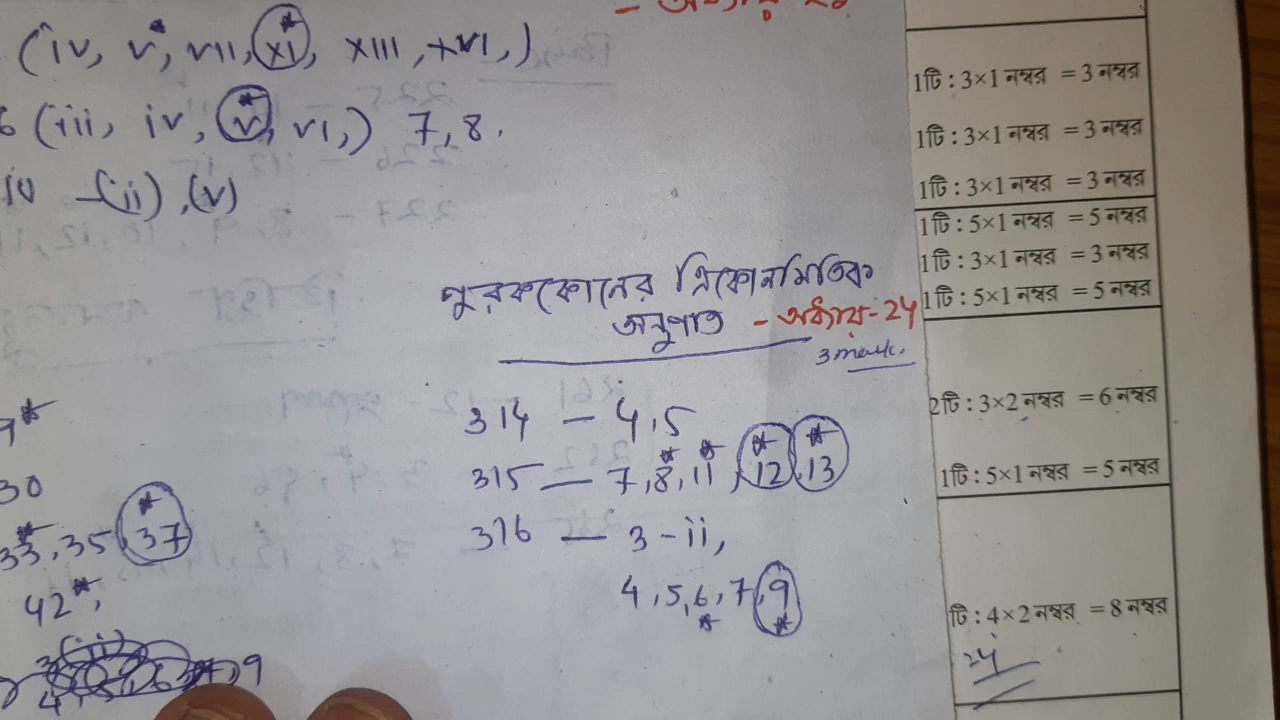 (iv, v*, vii, xi*, xiii, xvi,)
6 (iii, iv, v*, vi,) 7, 8.
10 - (ii), (v)
পুরককোনের ত্রিকোনমিতিক
অনুপাত - অধ্যায়-24
3 mark.
314 - 4,5
315 - 7, 8*, 11*, 12*, 13*
316 - 3-ii,
4, 5, 6*, 7, 9*
9*
30
33*, 35, 37*
42*,
9
1টি : 3×1 নম্বর = 3 নম্বর
1টি : 3×1 নম্বর = 3 নম্বর
1টি : 3×1 নম্বর = 3 নম্বর
1টি : 5×1 নম্বর = 5 নম্বর
1টি : 3×1 নম্বর = 3 নম্বর
1টি : 5×1 নম্বর = 5 নম্বর
2টি : 3×2 নম্বর = 6 নম্বর
1টি : 5×1 নম্বর = 5 নম্বর
টি : 4×2 নম্বর = 8 নম্বর
24